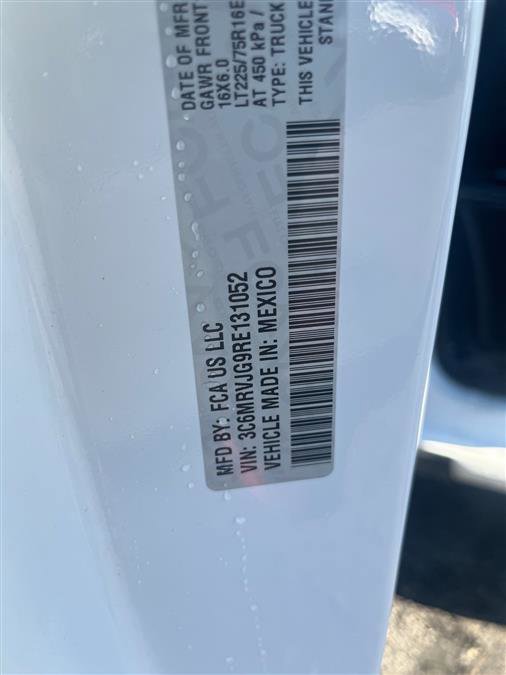 MFD BY: FCA US LLC
VIN: 3C6MRVJG9RE131052
VEHICLE MADE IN: MEXICO
DATE OF MFR
GAWR FRONT
16X6.0
LT225/75R16E
AT 450 kPa /
TYPE: TRUCK
THIS VEHICLE
STAN